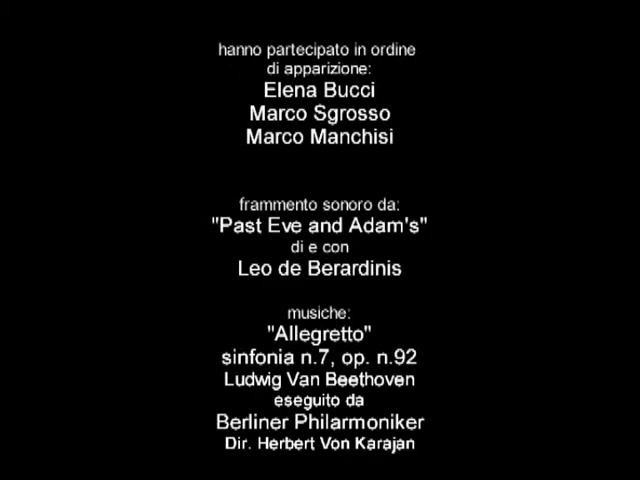 hanno partecipato in ordine
di apparizione:
Elena Bucci
Marco Sgrosso
Marco Manchisi
frammento sonoro da:
"Past Eve and Adam's"
di e con
Leo de Berardinis
musiche:
"Allegretto"
sinfonia n.7, op. n.92
Ludwig Van Beethoven
eseguito da
Berliner Philarmoniker
Dir. Herbert Von Karajan